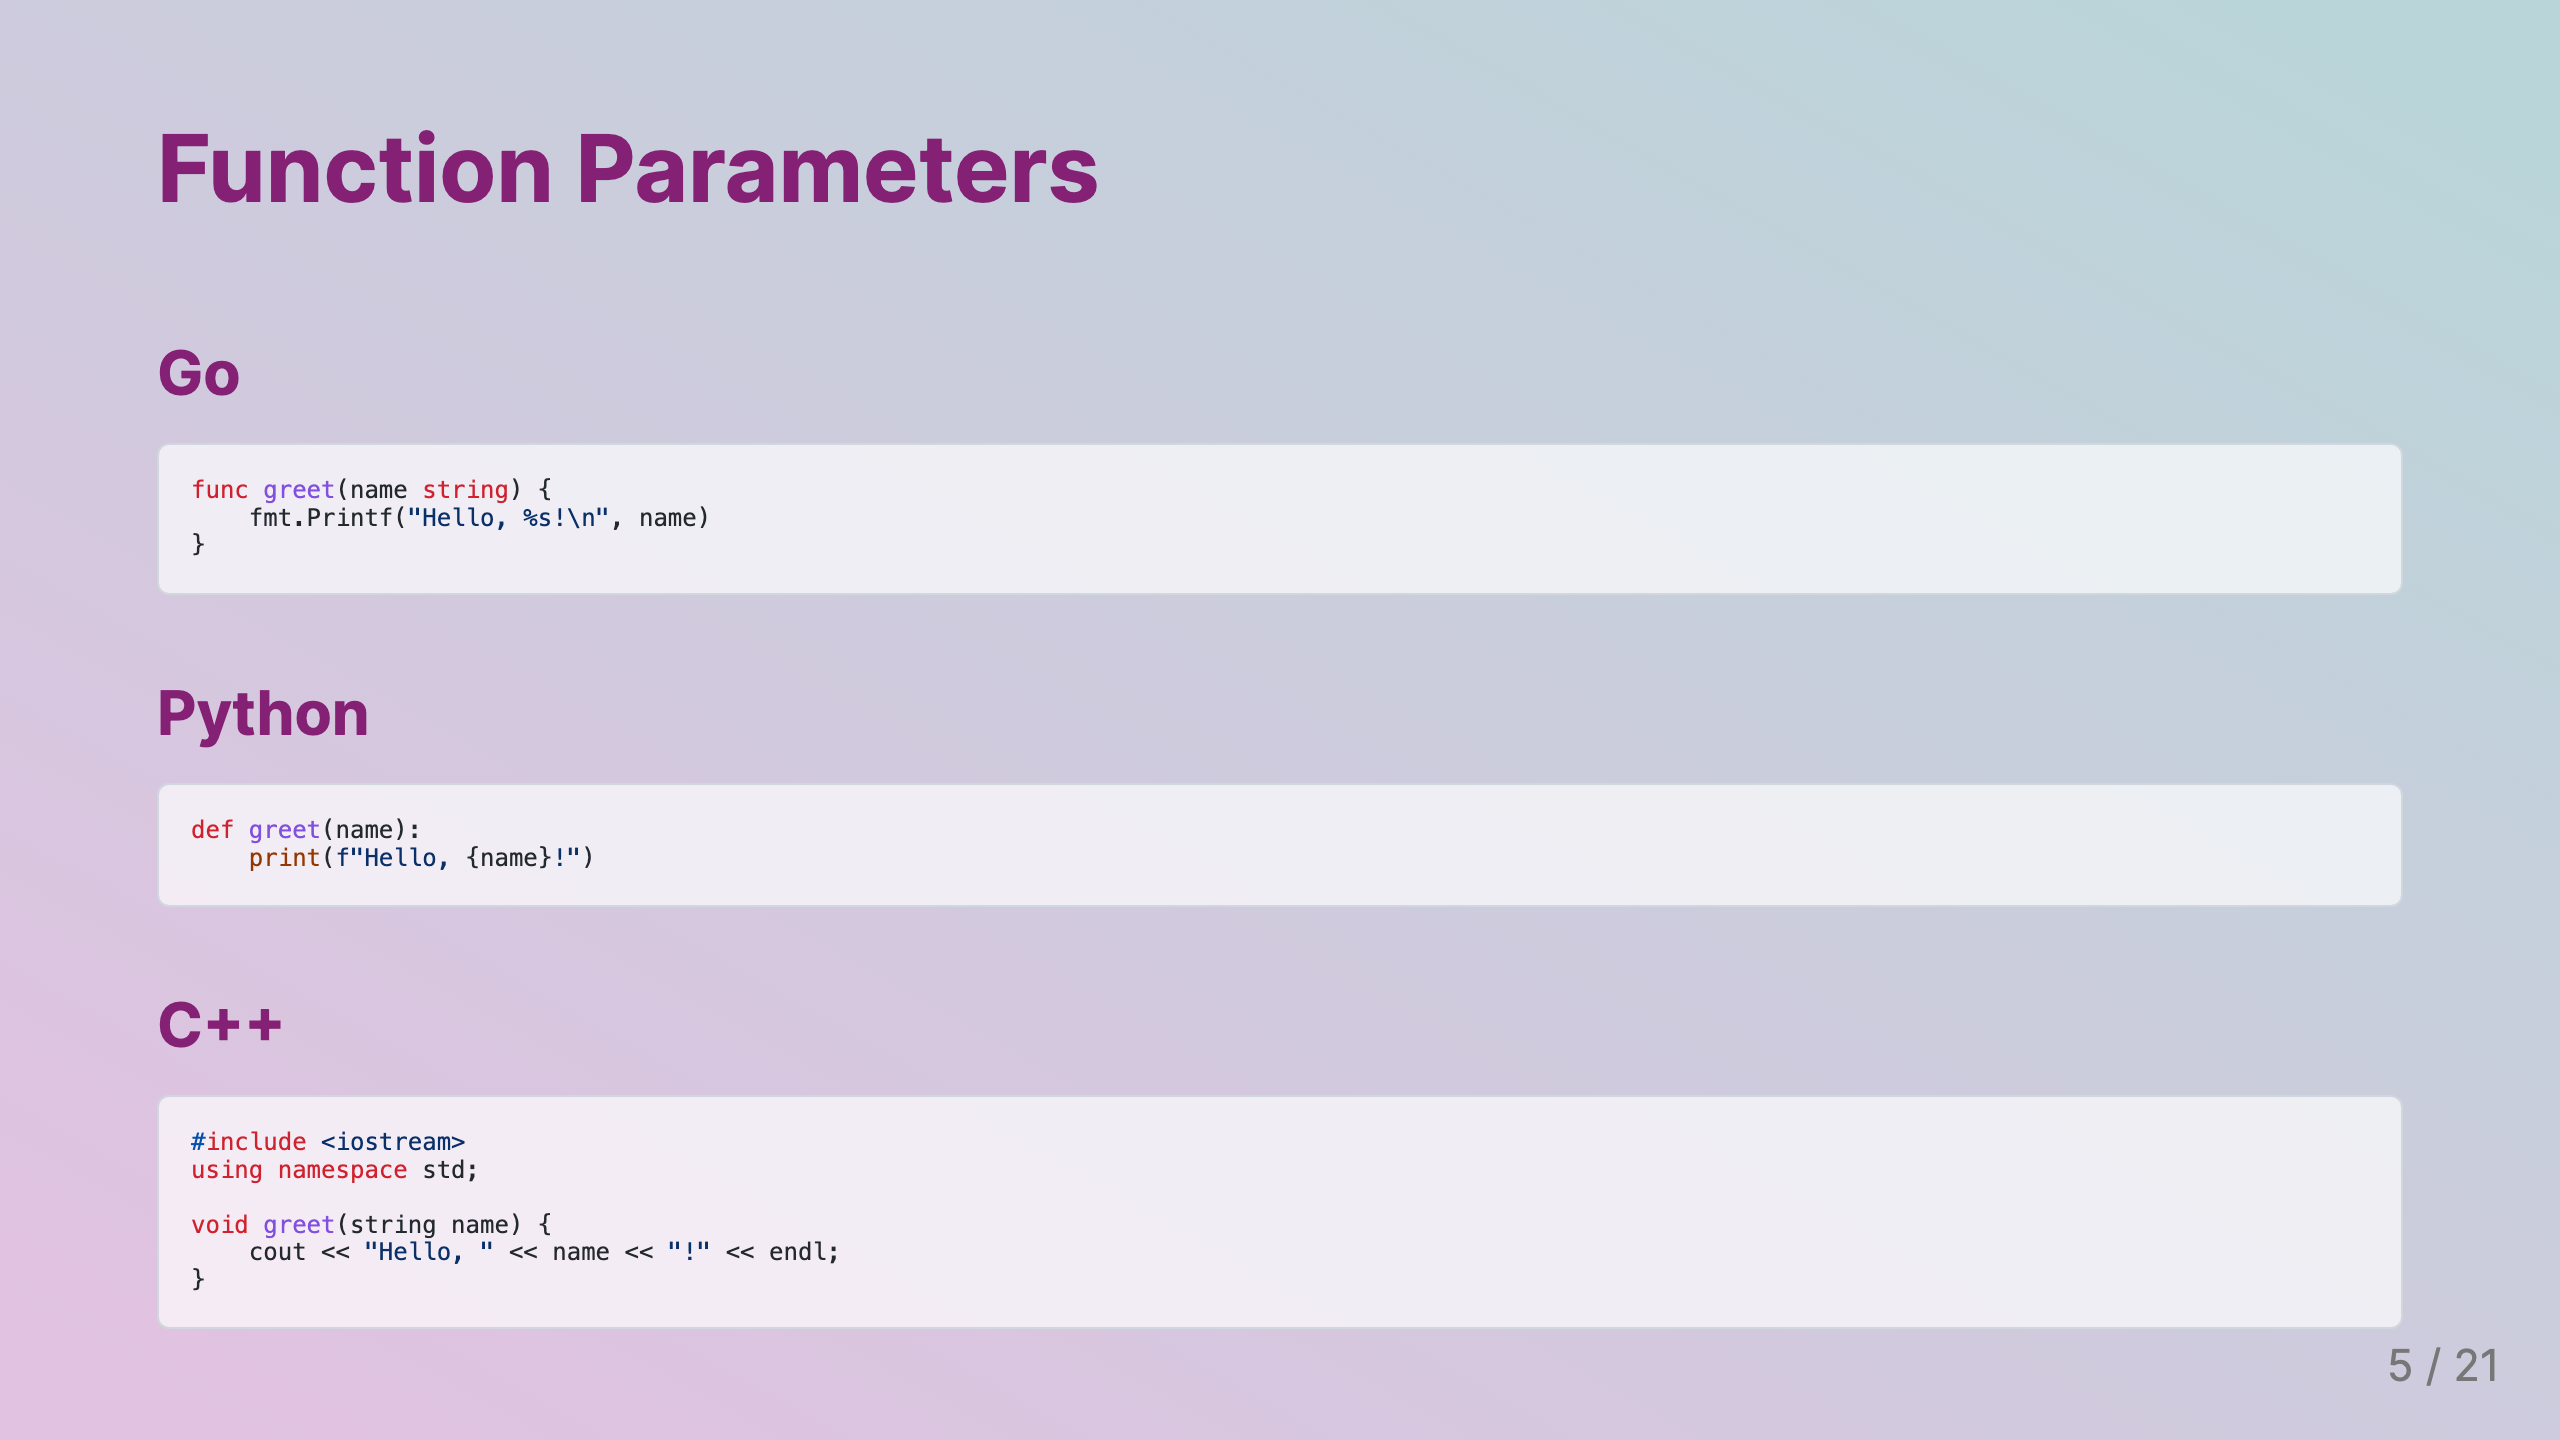 Function Parameters
Go
func greet(name string) {
    fmt.Printf("Hello, %s!\n", name)
}
Python
def greet(name):
    print(f"Hello, {name}!")
C++
#include <iostream>
using namespace std;

void greet(string name) {
    cout << "Hello, " << name << "!" << endl;
}
5 / 21